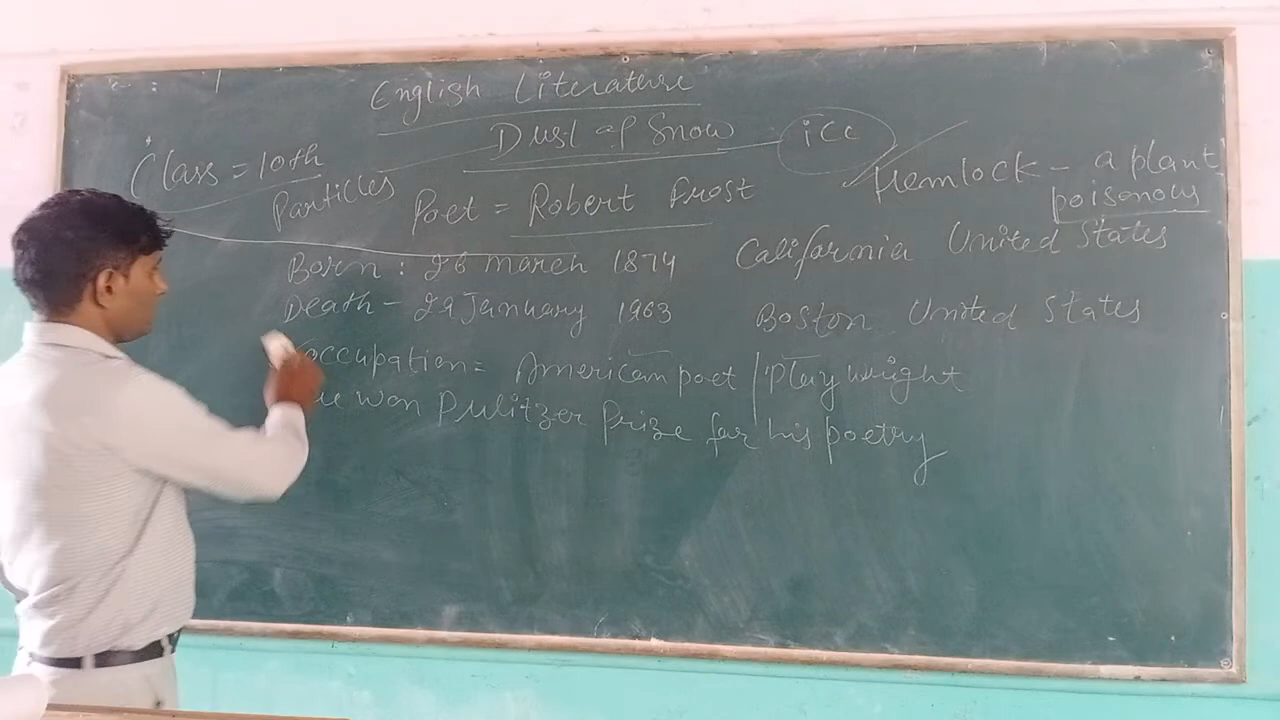 English Literature
Dust of Snow icc
Class = 10th
Particles
Poet = Robert Frost
Hemlock - a plant
poisonous
Born : 26 march 1874 California United States
Death - 29 January 1963 Boston United States
occupation = American poet / Playwright
He won Pulitzer Prize for his poetry